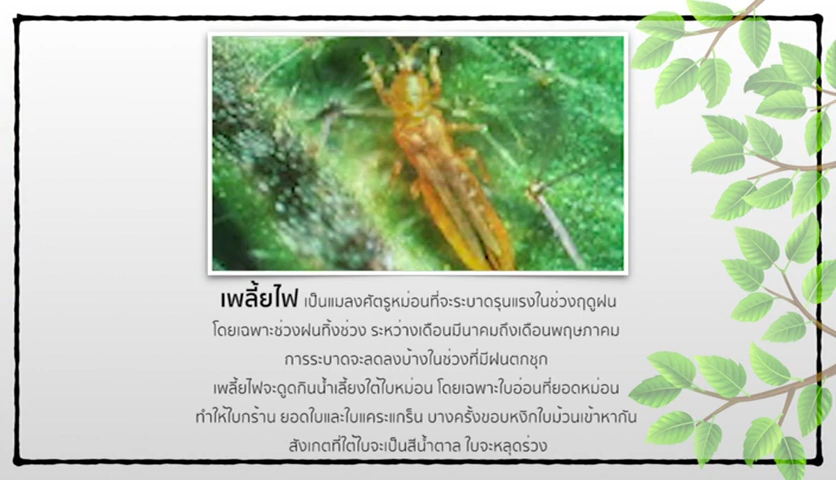 เพลี้ยไฟ เป็นแมลงศัตรูหม่อนที่จะระบาดรุนแรงในช่วงฤดูฝน
โดยเฉพาะช่วงฝนทิ้งช่วง ระหว่างเดือนมีนาคมถึงเดือนพฤษภาคม
การระบาดจะลดลงบ้างในช่วงที่มีฝนตกชุก
เพลี้ยไฟจะดูดกินน้ำเลี้ยงใต้ใบหม่อน โดยเฉพาะใบอ่อนที่ยอดหม่อน
ทำให้ใบกร้าน ยอดใบและใบแคระแกร็น บางครั้งขอบหงิกใบม้วนเข้าหากัน
สังเกตที่ใต้ใบจะเป็นสีน้ำตาล ใบจะหลุดร่วง